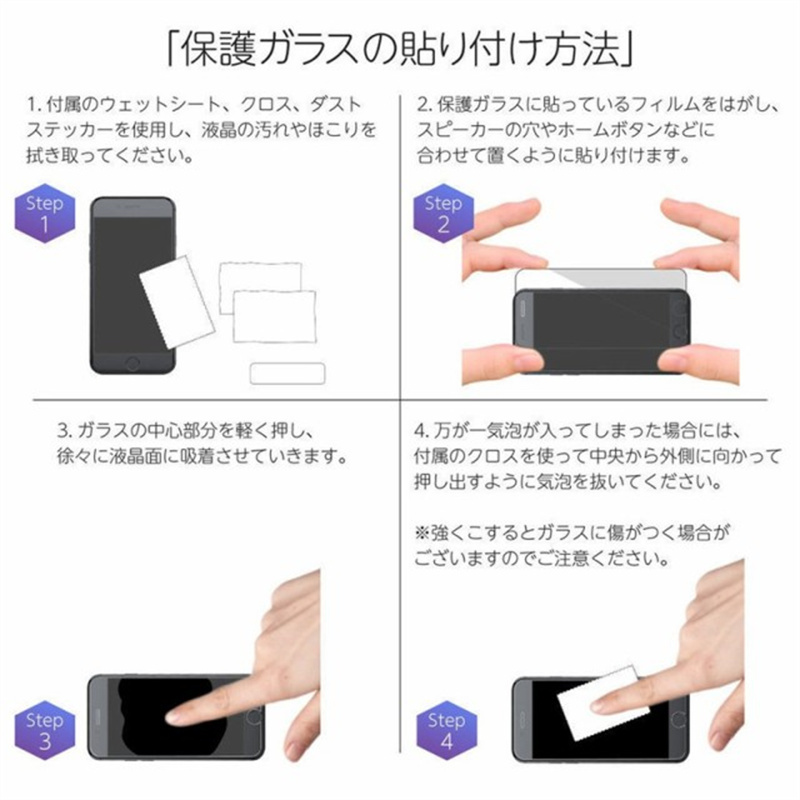 「保護ガラスの貼り付け方法」
1. 付属のウェットシート、クロス、ダスト
ステッカーを使用し、液晶の汚れやほこりを
拭き取ってください。
Step
1
2. 保護ガラスに貼っているフィルムをはがし、
スピーカーの穴やホームボタンなどに
合わせて置くように貼り付けます。
Step
2
3. ガラスの中心部分を軽く押し、
徐々に液晶面に吸着させていきます。
Step
3
4. 万が一気泡が入ってしまった場合には、
付属のクロスを使って中央から外側に向かって
押し出すように気泡を抜いてください。
※強くこするとガラスに傷がつく場合が
ございますのでご注意ください。
Step
4